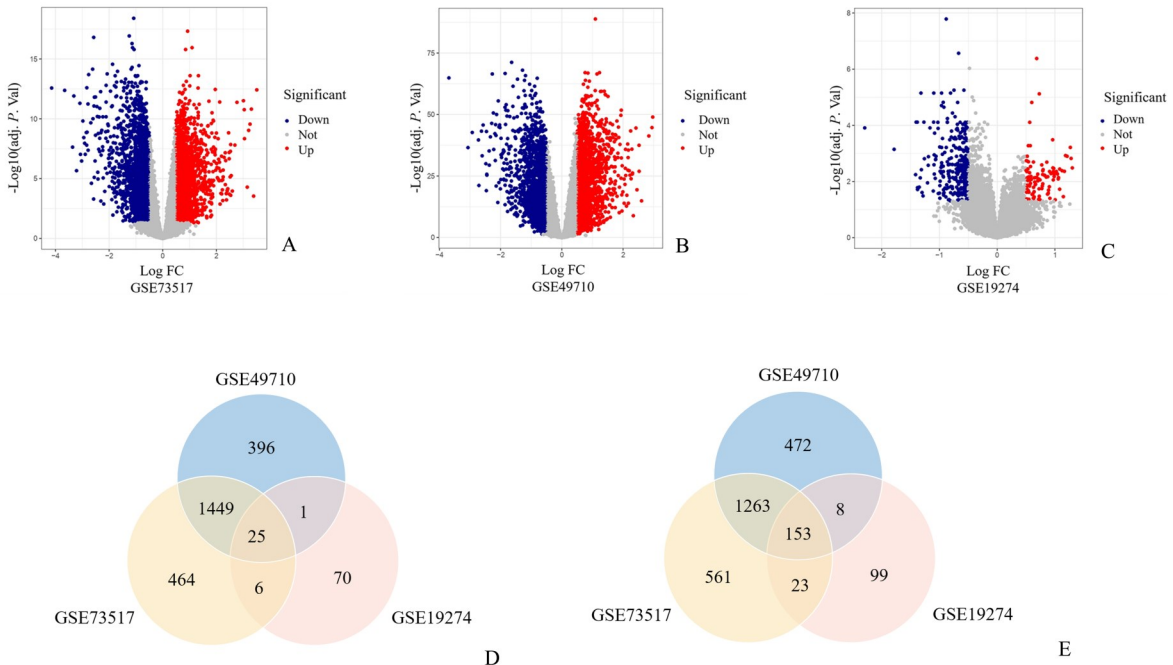 15
10
5
0
-Log10(adj. P. Val)
−4
−2
0
2
Log FC
GSE73517
Significant
Down
Not
Up
A
75
50
25
0
-Log10(adj. P. Val)
−4
−2
0
2
Log FC
GSE49710
Significant
Down
Not
Up
B
8
6
4
2
0
-Log10(adj. P. Val)
−2
−1
0
1
Log FC
GSE19274
Significant
Down
Not
Up
C
GSE49710
396
1449
1
25
464
6
70
GSE73517
GSE19274
D
GSE49710
472
1263
8
153
561
23
99
GSE73517
GSE19274
E